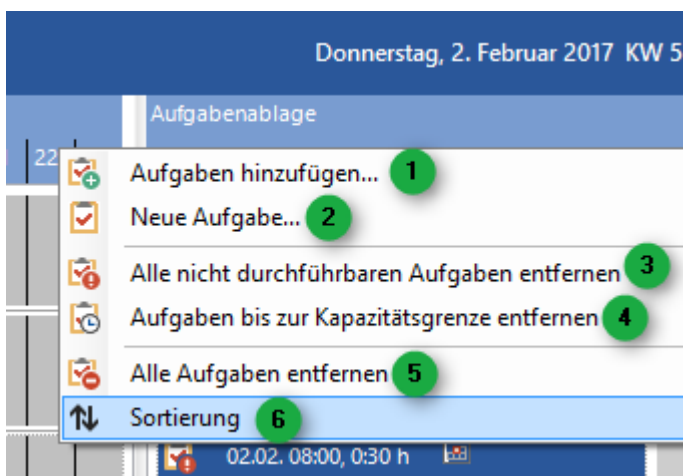 Donnerstag, 2. Februar 2017 KW 5
Aufgabenablage
22
Aufgaben hinzufügen... 1
Neue Aufgabe... 2
Alle nicht durchführbaren Aufgaben entfernen 3
Aufgaben bis zur Kapazitätsgrenze entfernen 4
Alle Aufgaben entfernen 5
Sortierung 6
02.02. 08:00, 0:30 h